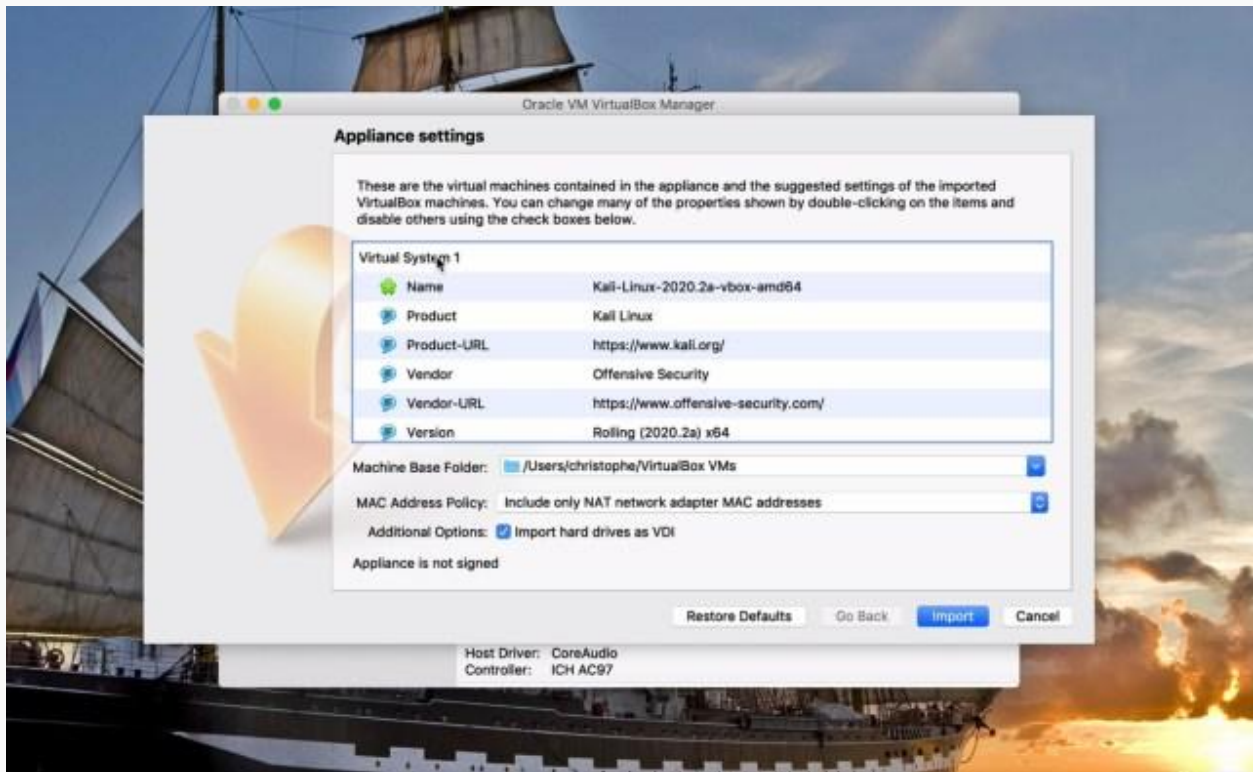 Oracle VM VirtualBox Manager
Appliance settings
These are the virtual machines contained in the appliance and the suggested settings of the imported
VirtualBox machines. You can change many of the properties shown by double-clicking on the items and
disable others using the check boxes below.
Virtual System 1
Name Kali-Linux-2020.2a-vbox-amd64
Product Kali Linux
Product-URL https://www.kali.org/
Vendor Offensive Security
Vendor-URL https://www.offensive-security.com/
Version Rolling (2020.2a) x64
Machine Base Folder: /Users/christophe/VirtualBox VMs
MAC Address Policy: Include only NAT network adapter MAC addresses
Additional Options: Import hard drives as VDI
Appliance is not signed
Restore Defaults Go Back Import Cancel
Host Driver: CoreAudio
Controller: ICH AC97